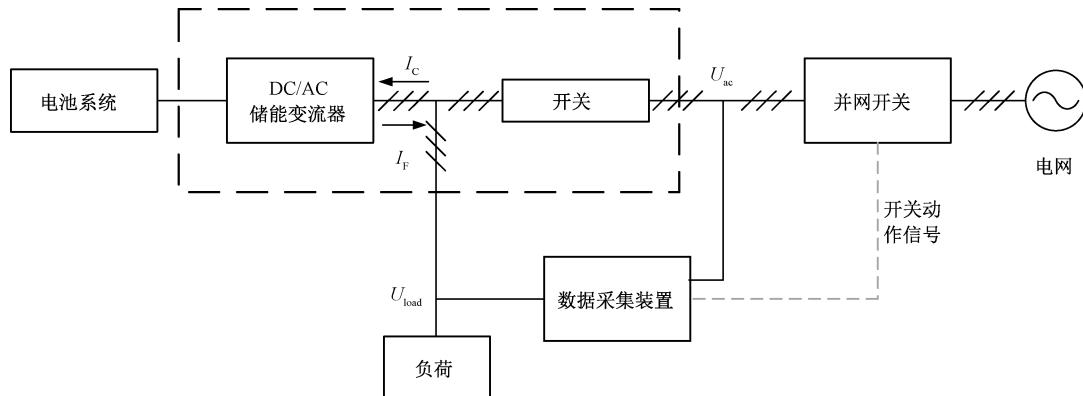 电池系统
DC/AC
储能变流器
I_C
I_F
开关
U_ac
并网开关
电网
开关动
作信号
数据采集装置
U_load
负荷